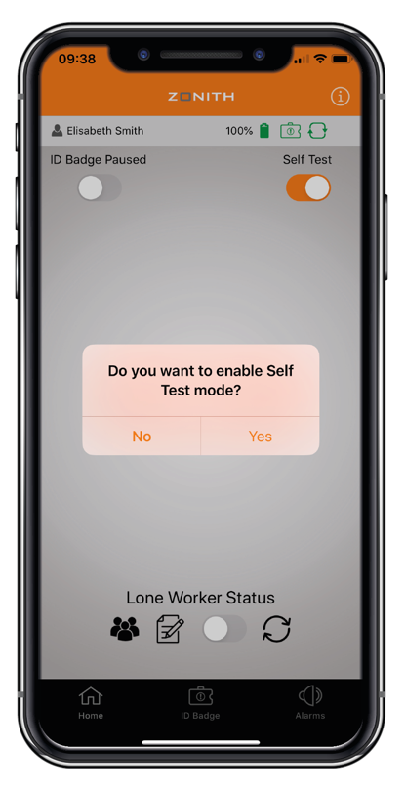 09:38
ZONITH
Elisabeth Smith 100%
ID Badge Paused Self Test
Do you want to enable Self
Test mode?
No Yes
Lone Worker Status
Home ID Badge Alarms